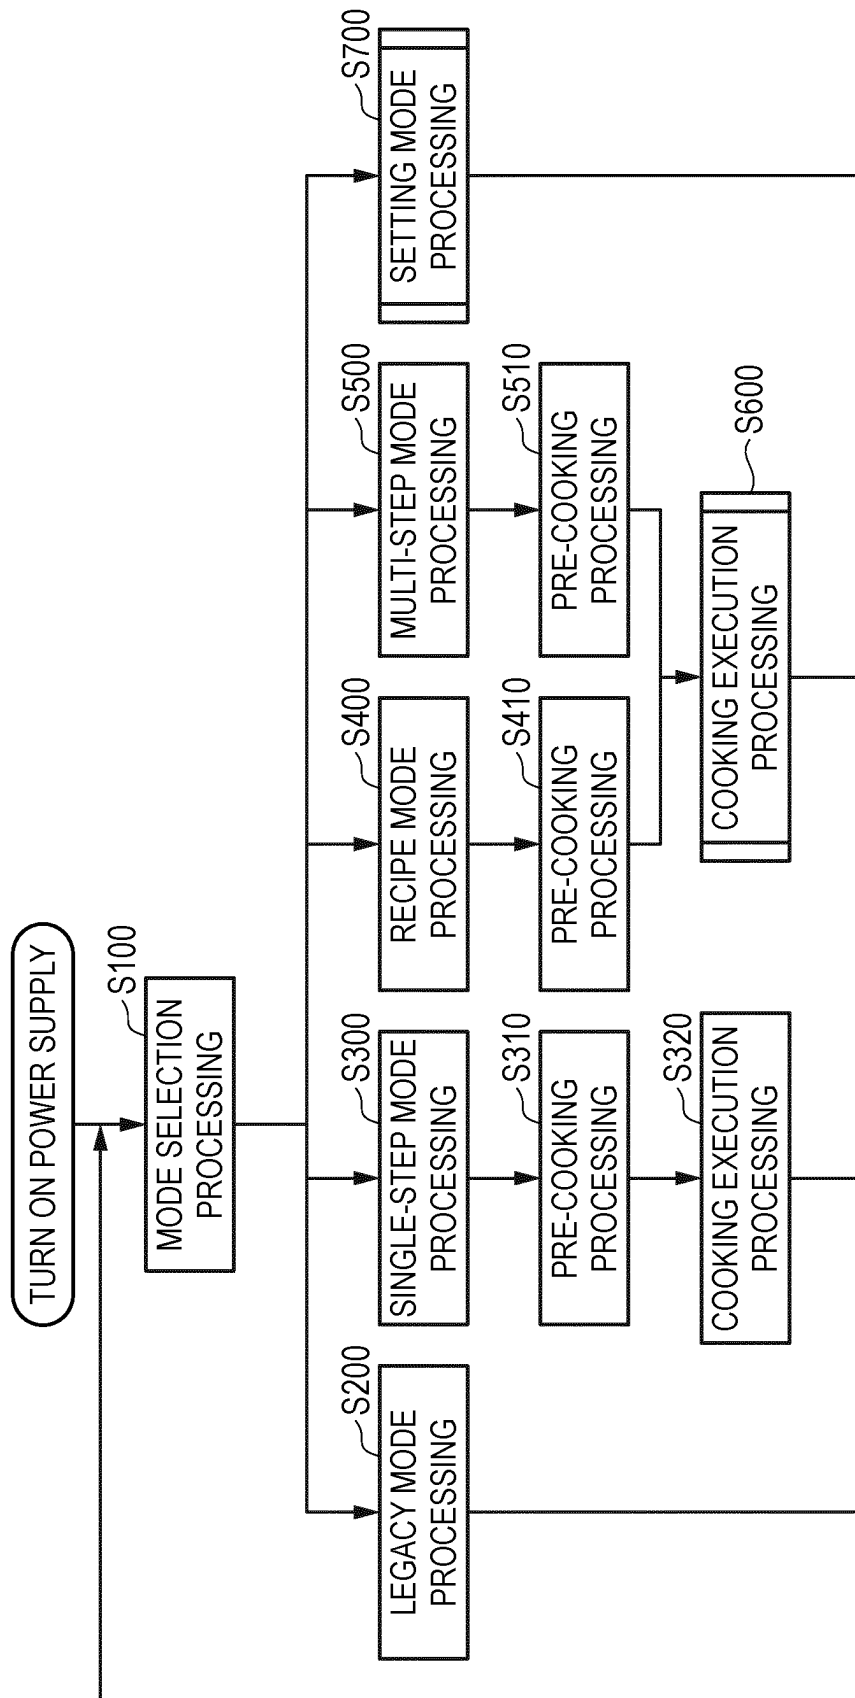 TURN ON POWER SUPPLY
S100
MODE SELECTION
PROCESSING
S200
LEGACY MODE
PROCESSING
S300
SINGLE-STEP MODE
PROCESSING
S400
RECIPE MODE
PROCESSING
S500
MULTI-STEP MODE
PROCESSING
S700
SETTING MODE
PROCESSING
S310
PRE-COOKING
PROCESSING
S410
PRE-COOKING
PROCESSING
S510
PRE-COOKING
PROCESSING
S320
COOKING EXECUTION
PROCESSING
S600
COOKING EXECUTION
PROCESSING